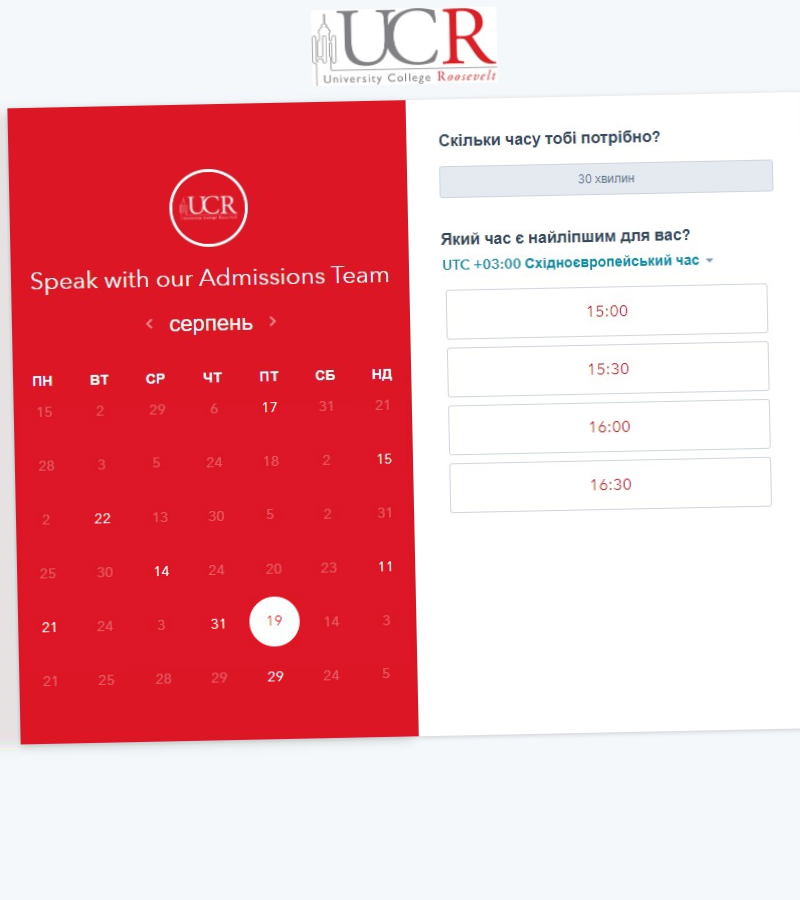 UCR
University College Roosevelt
UCR
Speak with our Admissions Team
серпень
ПН ВТ СР ЧТ ПТ СБ НД
15 2 29 6 17 31 21
28 3 5 24 18 2 15
2 22 13 30 5 2 31
25 30 14 24 20 23 11
21 24 3 31 19 14 3
21 25 28 29 29 24 5
Скільки часу тобі потрібно?
30 хвилин
Який час є найліпшим для вас?
UTC +03:00 Східноєвропейський час
15:00
15:30
16:00
16:30